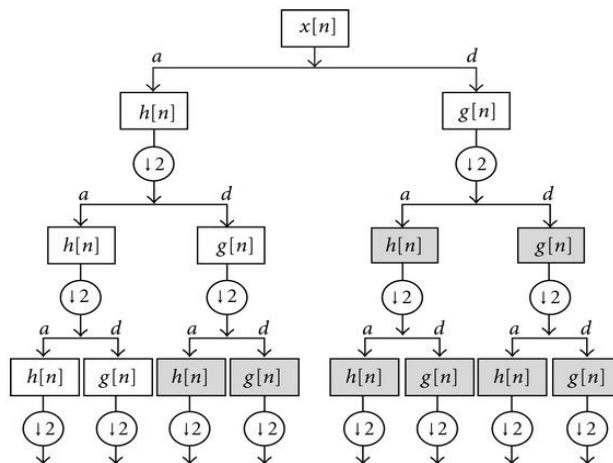 x[n]
a d
h[n] g[n]
↓2 ↓2
a d a d
h[n] g[n] h[n] g[n]
↓2 ↓2 ↓2 ↓2
a d a d a d a d
h[n] g[n] h[n] g[n] h[n] g[n] h[n] g[n]
↓2 ↓2 ↓2 ↓2 ↓2 ↓2 ↓2 ↓2